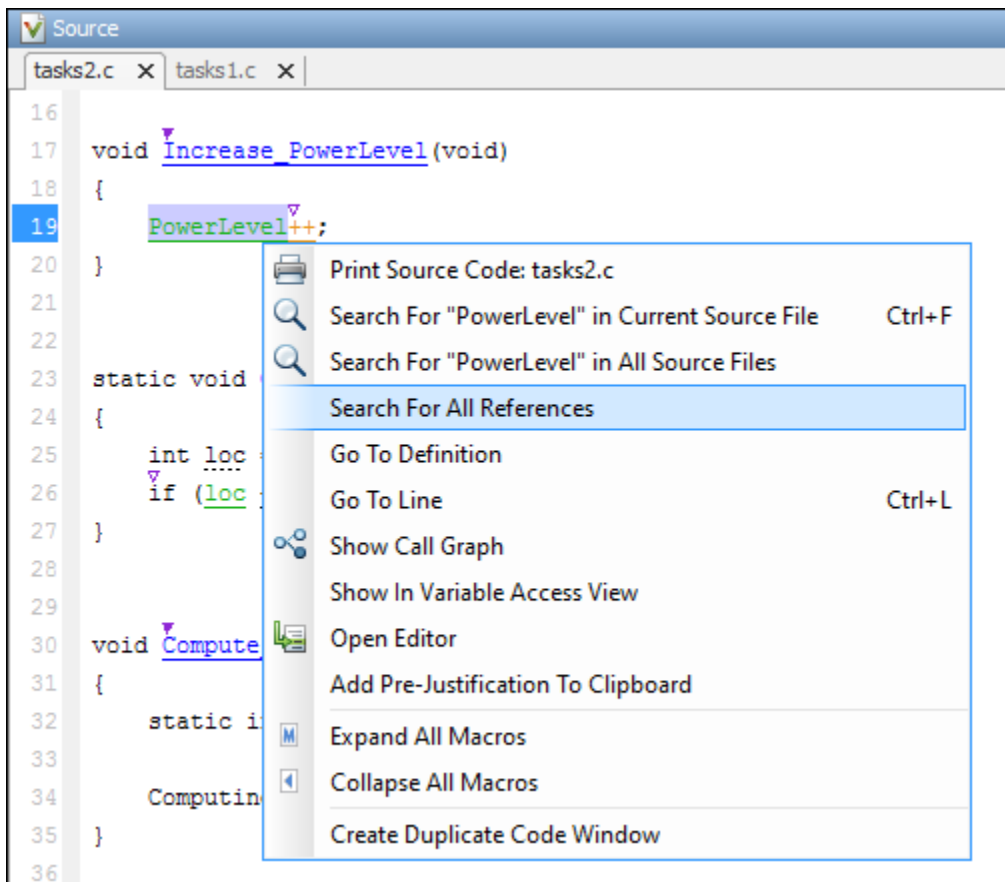 Source
tasks2.c X tasks1.c X
16
17 void Increase_PowerLevel(void)
18 {
19 PowerLevel++;
20 }
21
22
23 static void
24 {
25 int loc
26 if (loc
27 }
28
29
30 void Compute_
31 {
32 static
33
34
35 }
36
Print Source Code: tasks2.c
Search For "PowerLevel" in Current Source File Ctrl+F
Search For "PowerLevel" in All Source Files
Search For All References
Go To Definition
Go To Line Ctrl+L
Show Call Graph
Show In Variable Access View
Open Editor
Add Pre-Justification To Clipboard
M Expand All Macros
Collapse All Macros
Create Duplicate Code Window